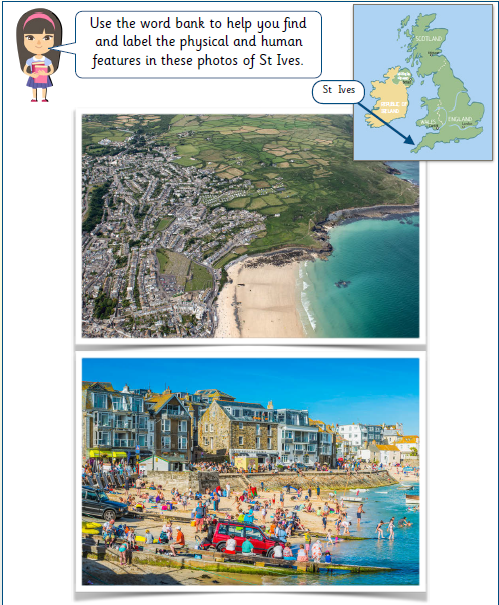 Use the word bank to help you find
and label the physical and human
features in these photos of St Ives.
SCOTLAND
St Ives
REPUBLIC OF
IRELAND
WALES
ENGLAND